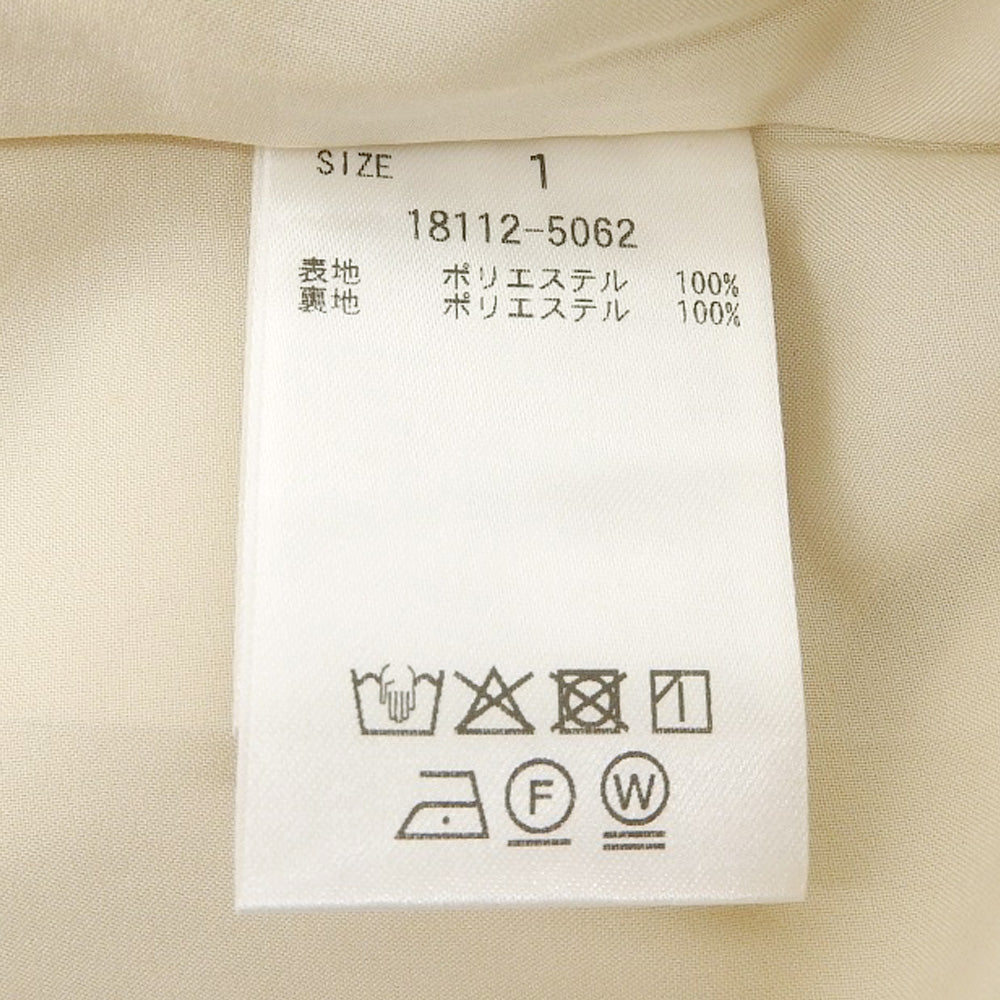 SIZE 1
18112-5062
表地 ポリエステル 100%
裏地 ポリエステル 100%
F W